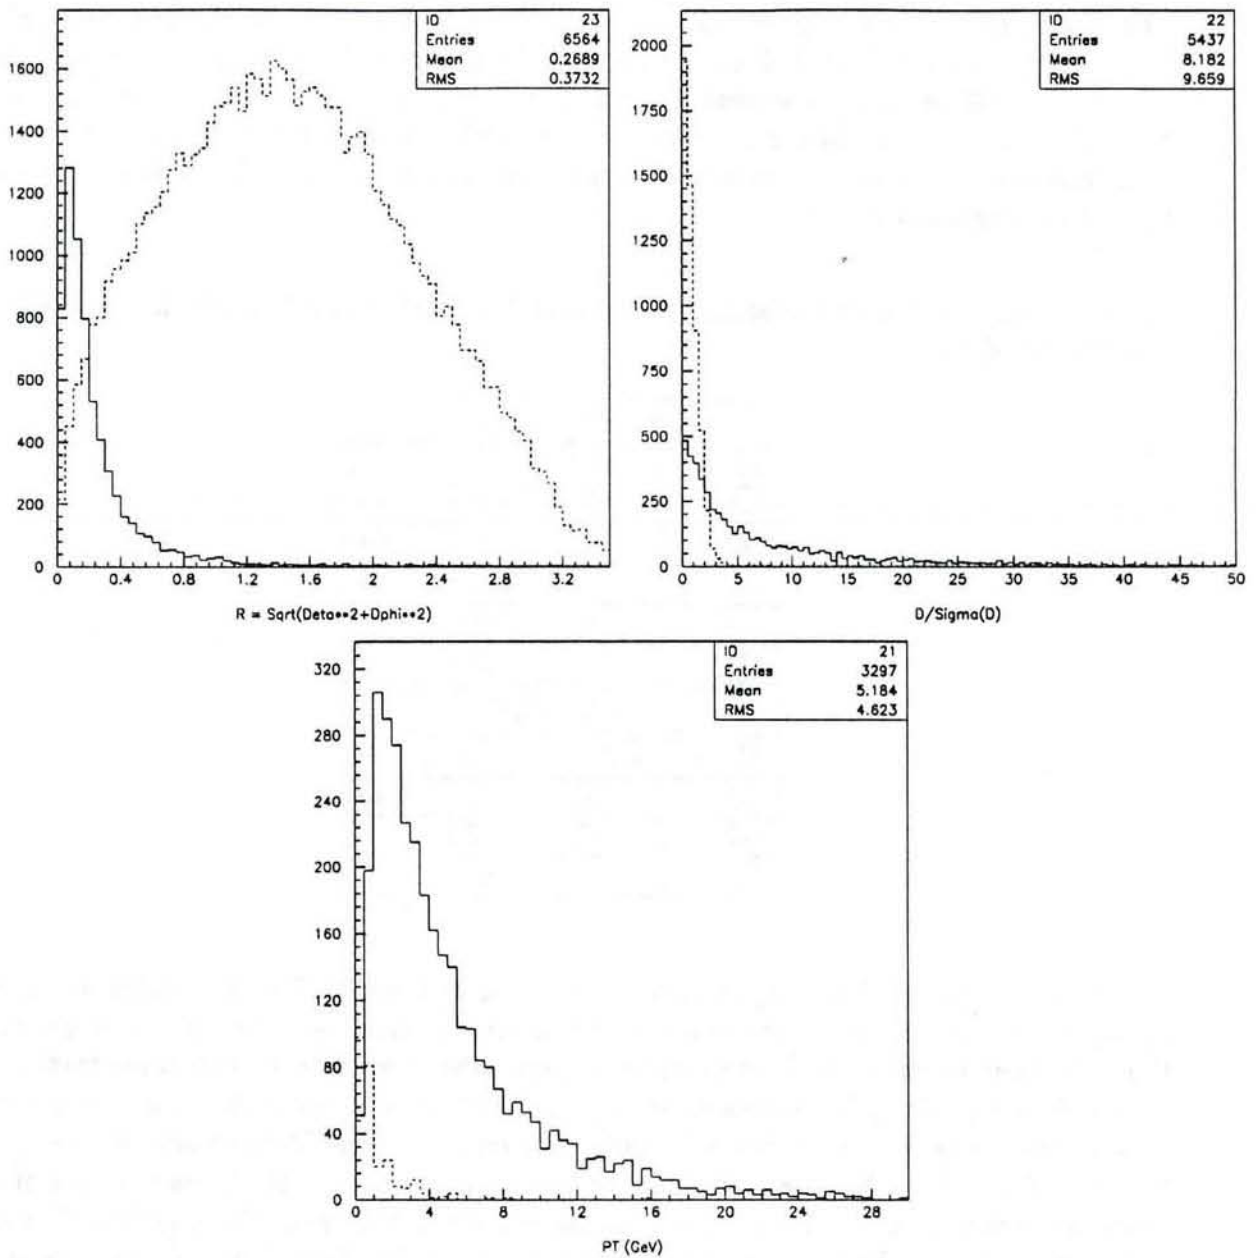 ID 23
Entries 6564
Mean 0.2689
RMS 0.3732
1600
1400
1200
1000
800
600
400
200
0
0 0.4 0.8 1.2 1.6 2 2.4 2.8 3.2
R = Sqrt(Deta**2+Dphi**2)
ID 22
Entries 5437
Mean 8.182
RMS 9.659
2000
1750
1500
1250
1000
750
500
250
0
0 5 10 15 20 25 30 35 40 45 50
D/Sigma(D)
ID 21
Entries 3297
Mean 5.184
RMS 4.623
320
280
240
200
160
120
80
40
0
0 4 8 12 16 20 24 28
PT (GeV)